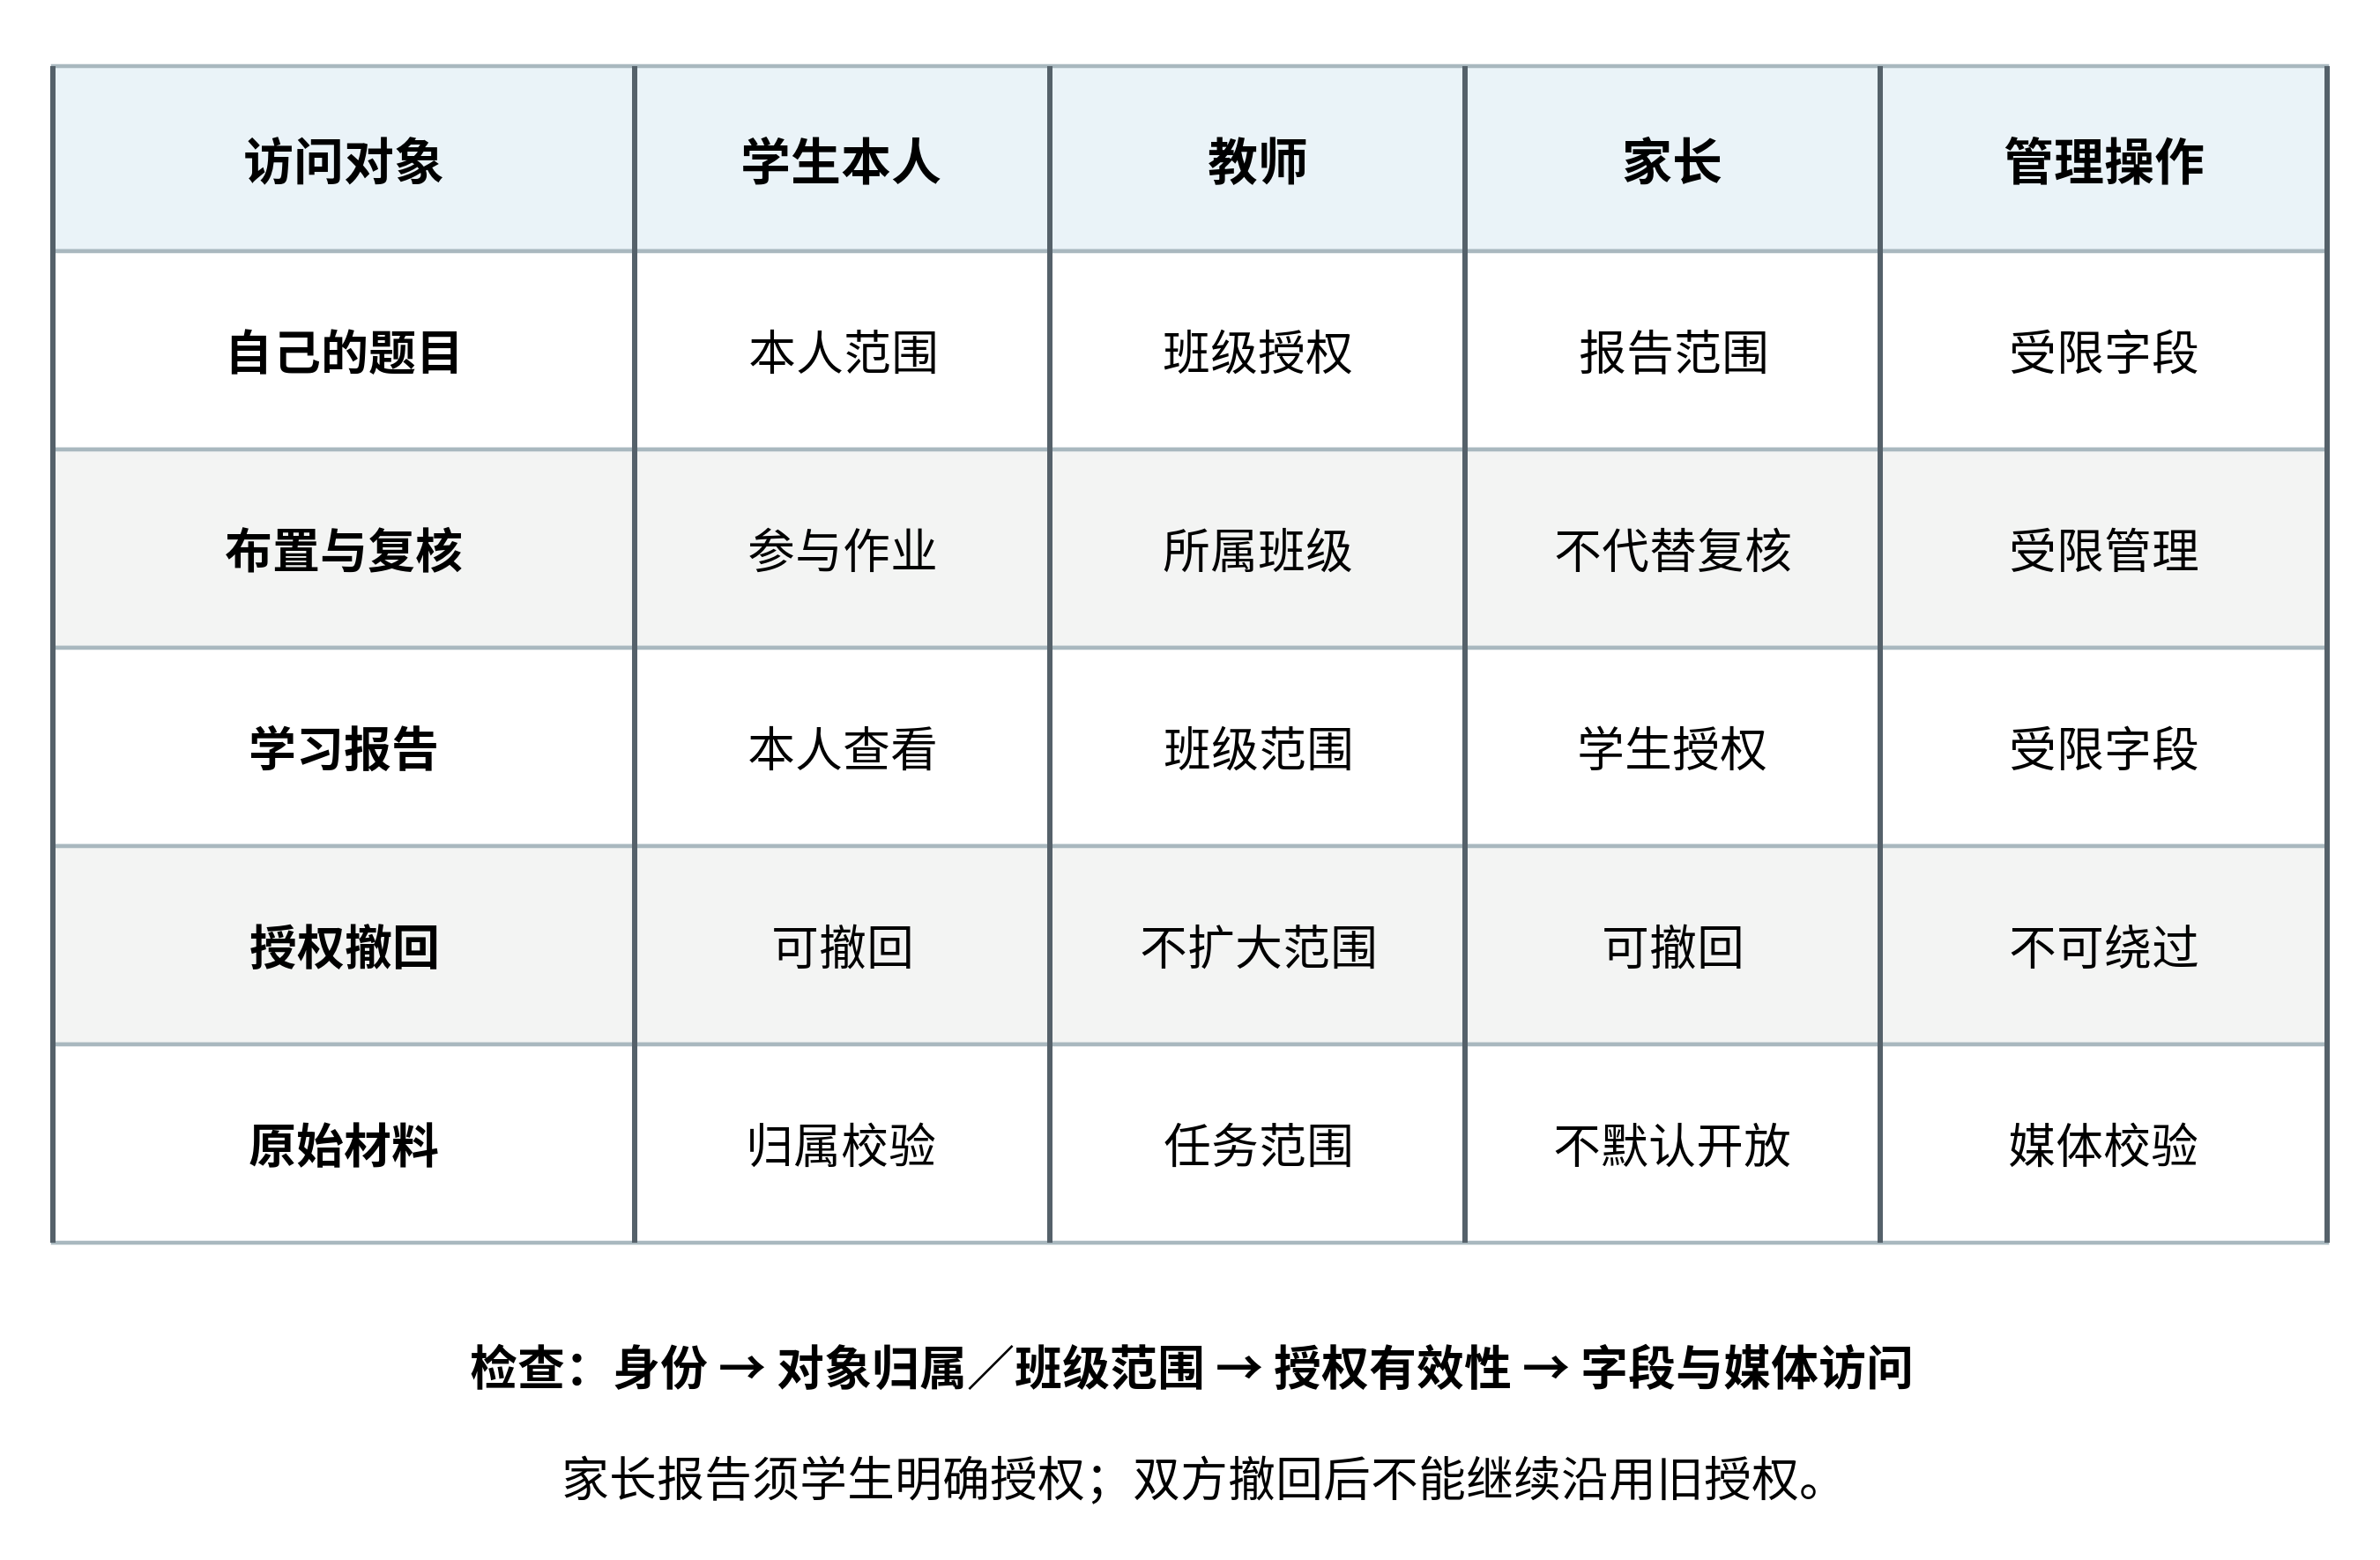 访问对象 学生本人 教师 家长 管理操作
自己的题目 本人范围 班级授权 报告范围 受限字段
布置与复核 参与作业 所属班级 不代替复核 受限管理
学习报告 本人查看 班级范围 学生授权 受限字段
授权撤回 可撤回 不扩大范围 可撤回 不可绕过
原始材料 归属校验 任务范围 不默认开放 媒体校验
检查：身份 → 对象归属／班级范围 → 授权有效性 → 字段与媒体访问
家长报告须学生明确授权；双方撤回后不能继续沿用旧授权。